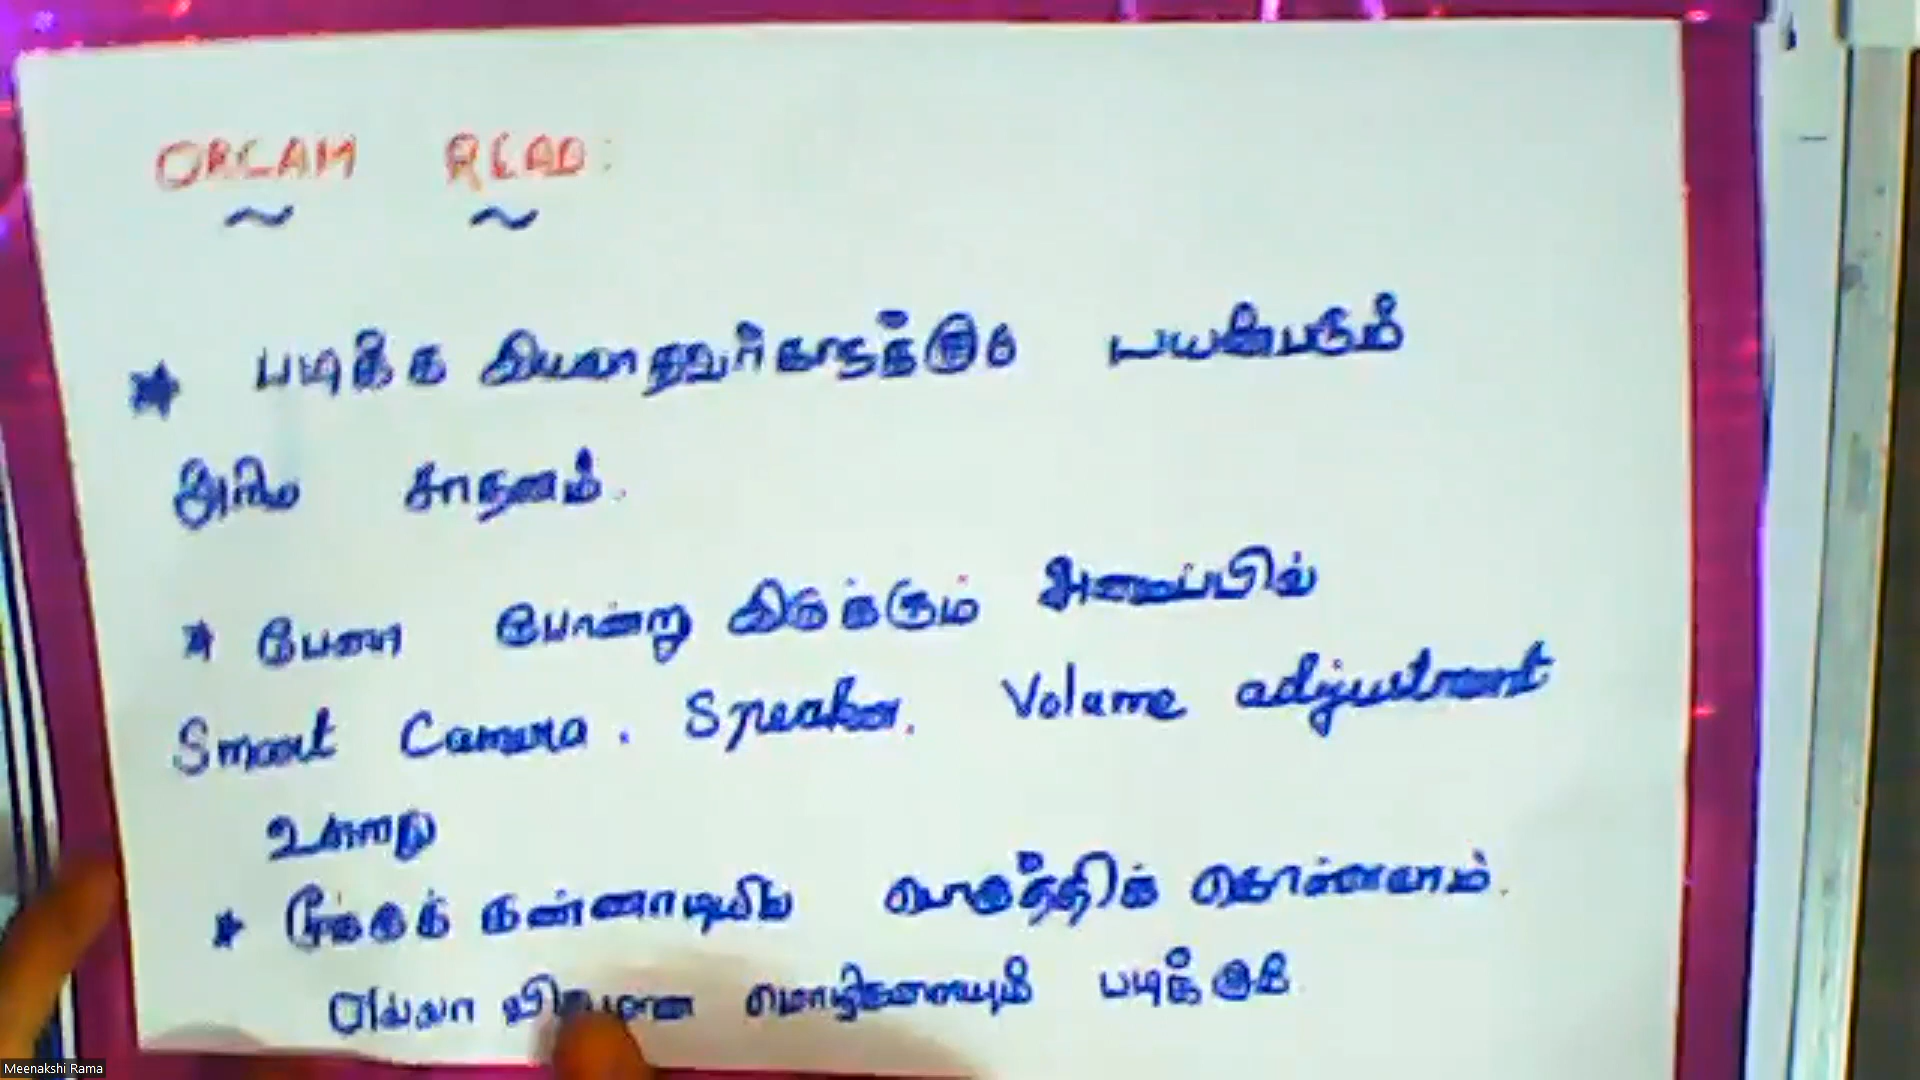 ORCAM READ:
* படிக்க இயலாதவர்களுக்கு பயன்படும்
அரிய சாதனம்.
* பேனா போன்று இருக்கும் அமைப்பில்
Smart Camera. Speaker. Volume adjustment
உள்ளது
* மூக்குக் கண்ணாடியில் பொருத்திக் கொள்ளலாம்.
எல்லா விதமான மொழிகளையும் படிக்கும்
Meenakshi Rama